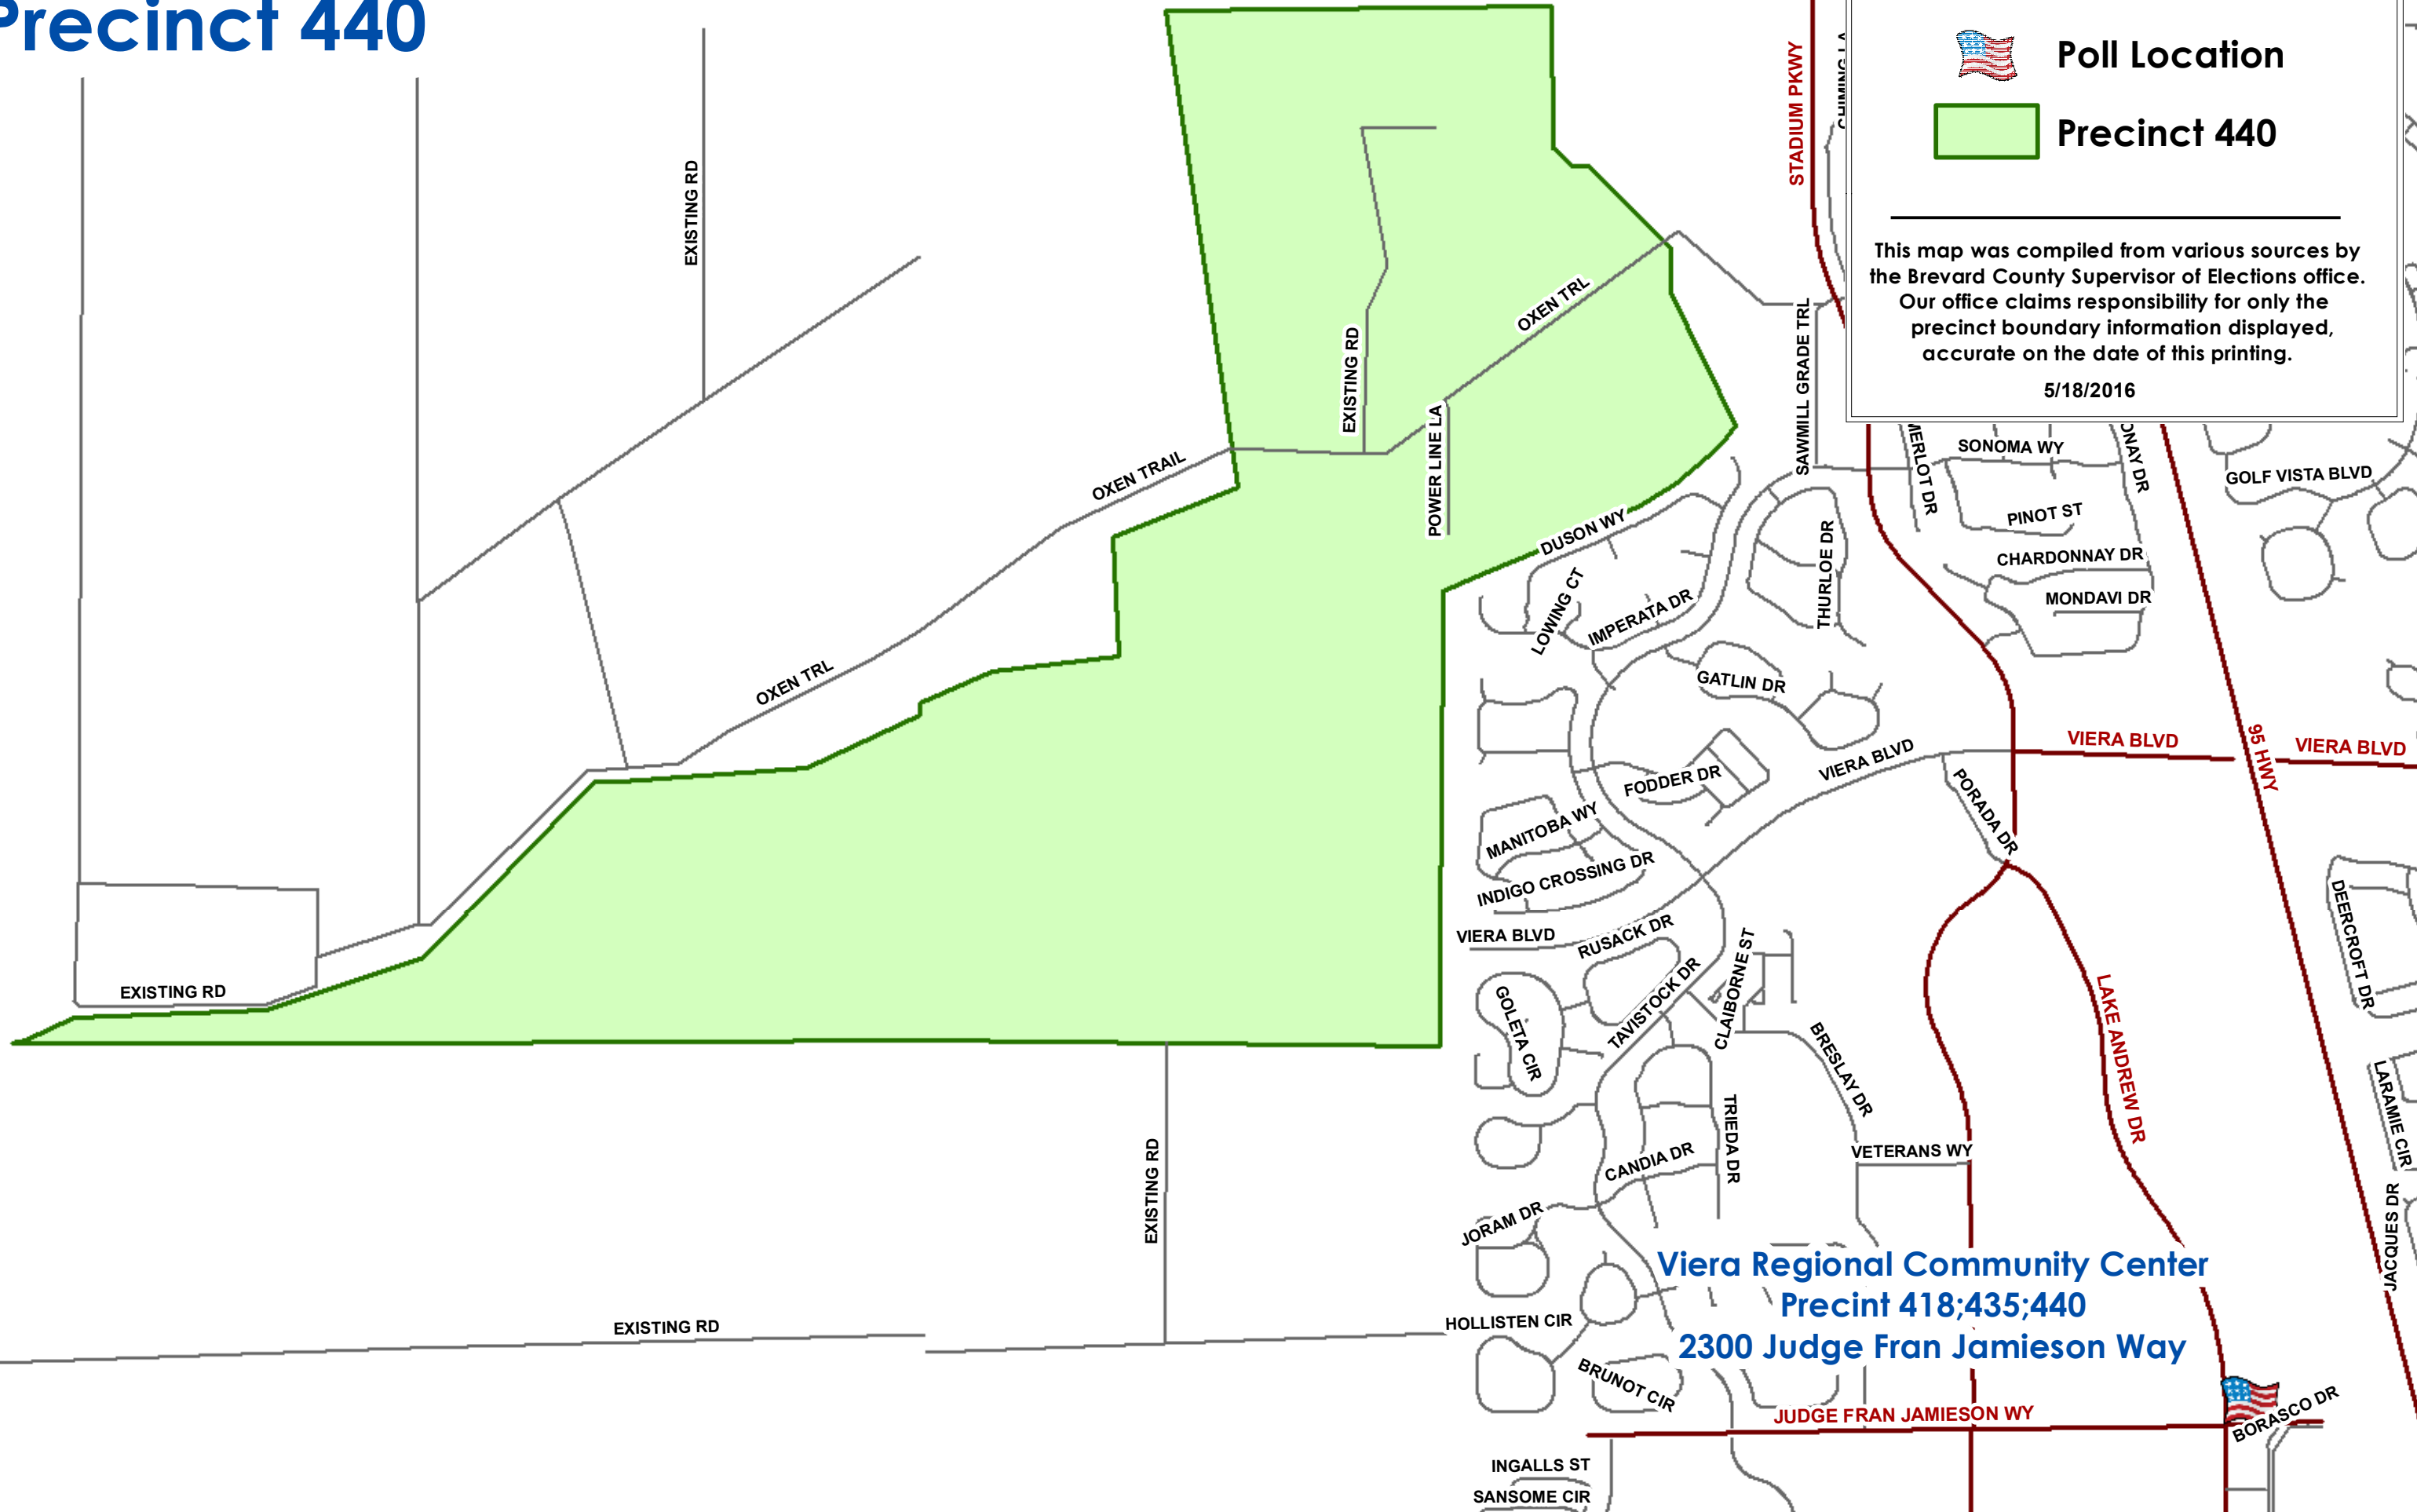 Precinct 440
Poll Location
Precinct 440
This map was compiled from various sources by
the Brevard County Supervisor of Elections office.
Our office claims responsibility for only the
precinct boundary information displayed,
accurate on the date of this printing.
5/18/2016
STADIUM PKWY
EXISTING RD
OXEN TRL
EXISTING RD
SAWMILL GRADE TRL
POWER LINE LA
OXEN TRAIL
SONOMA WY
GOLF VISTA BLVD
PINOT ST
DUSON WY
THURLOE DR
CHARDONNAY DR
MONDAVI DR
LOWING CT
IMPERATA DR
OXEN TRL
GATLIN DR
VIERA BLVD
VIERA BLVD
95 HWY
VIERA BLVD
FODDER DR
PORADA DR
MANITOBA WY
INDIGO CROSSING DR
DEERCROFT DR
VIERA BLVD
RUSACK DR
CLAIBORNE ST
TAVISTOCK DR
EXISTING RD
GOLETA CIR
BRESLAY DR
LAKE ANDREW DR
LARAMIE CIR
TRIEDA DR
VETERANS WY
CANDIA DR
EXISTING RD
JORAM DR
JACQUES DR
Viera Regional Community Center
Precint 418;435;440
2300 Judge Fran Jamieson Way
EXISTING RD
HOLLISTEN CIR
BRUNOT CIR
JUDGE FRAN JAMIESON WY
BORASCO DR
INGALLS ST
SANSOME CIR